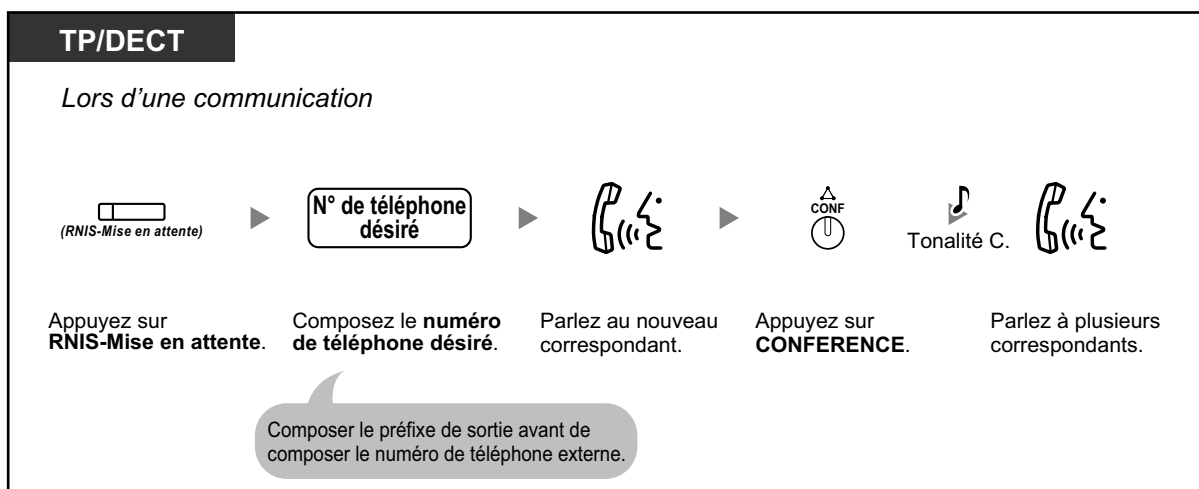 TP/DECT
Lors d'une communication
(RNIS-Mise en attente)
N° de téléphone
désiré
CONF
Tonalité C.
Appuyez sur
RNIS-Mise en attente.
Composez le numéro
de téléphone désiré.
Parlez au nouveau
correspondant.
Appuyez sur
CONFERENCE.
Parlez à plusieurs
correspondants.
Composer le préfixe de sortie avant de
composer le numéro de téléphone externe.